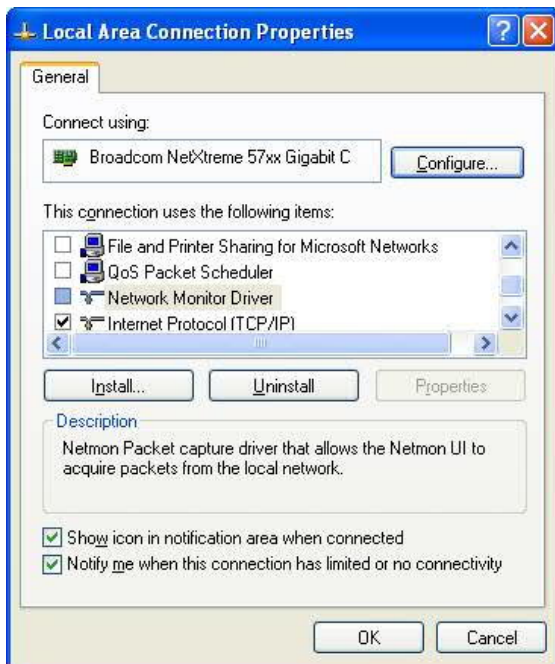 Local Area Connection Properties
General
Connect using:
Broadcom NetXtreme 57xx Gigabit C
Configure...
This connection uses the following items:
File and Printer Sharing for Microsoft Networks
QoS Packet Scheduler
Network Monitor Driver
Internet Protocol (TCP/IP)
Install...
Uninstall
Properties
Description
Netmon Packet capture driver that allows the Netmon UI to
acquire packets from the local network.
Show icon in notification area when connected
Notify me when this connection has limited or no connectivity
OK
Cancel